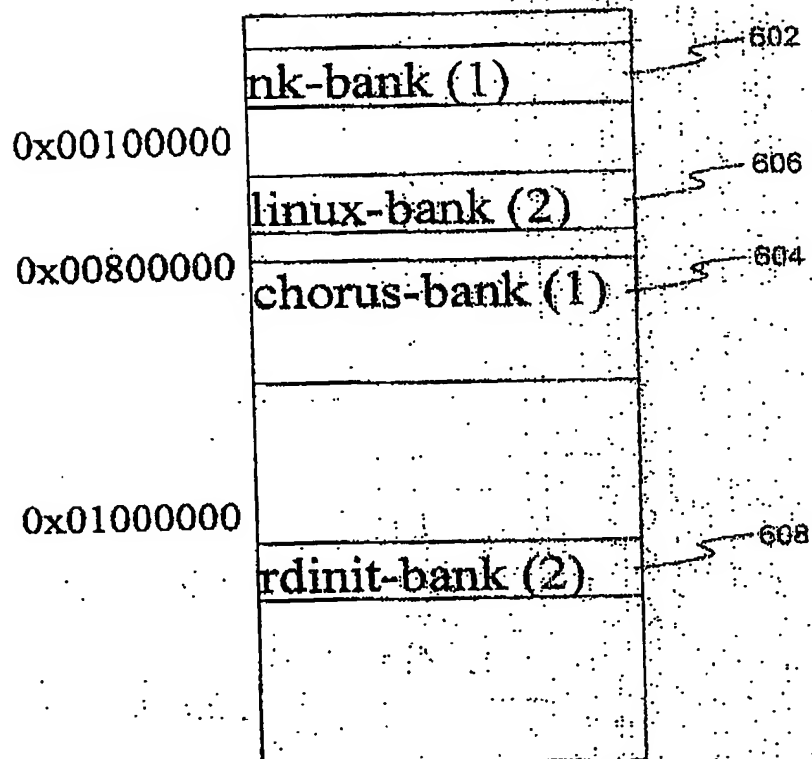 602
nk-bank (1)
0x00100000
606
linux-bank (2)
0x00800000
604
chorus-bank (1)
0x01000000
608
rdinit-bank (2)